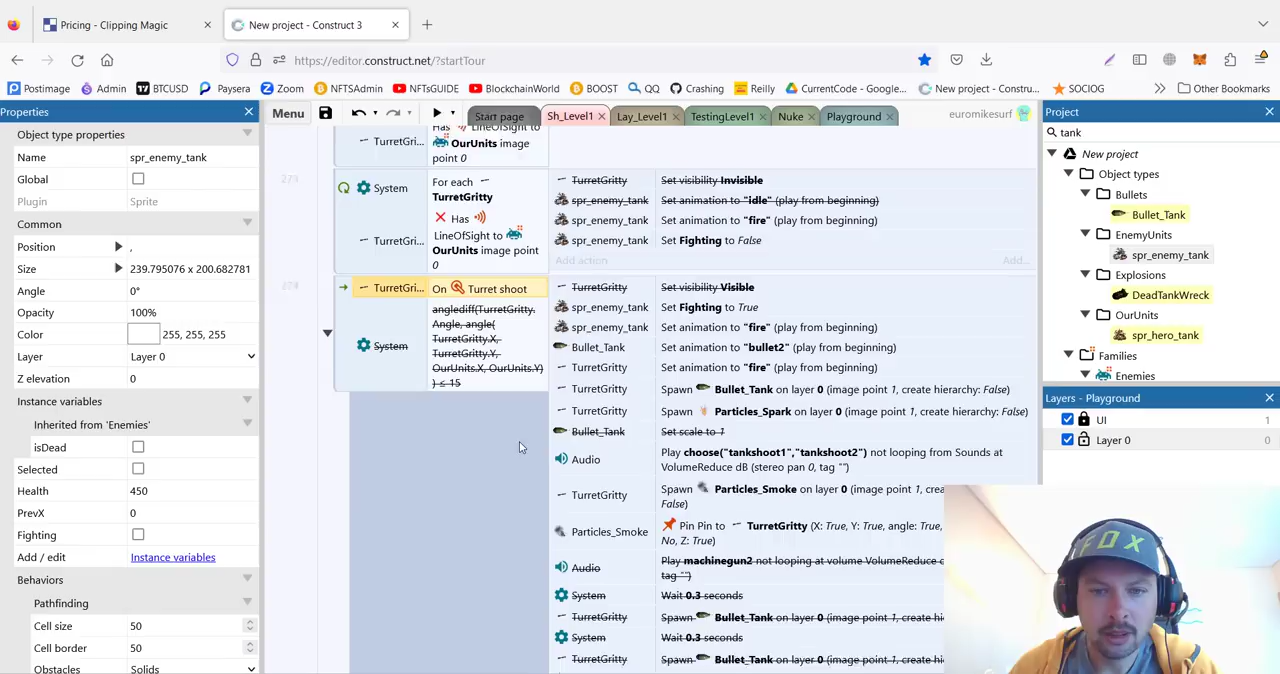 Pricing - Clipping Magic
New project - Construct 3
https://editor.construct.net/?startTour
Postimage
Admin
BTCUSD
Paysera
Zoom
NFTSAdmin
NFTsGUIDE
BlockchainWorld
BOOST
QQ
Crashing
Reilly
CurrentCode - Google...
New project - Constru...
SOCIOG
Other Bookmarks
Properties
Object type properties
Name spr_enemy_tank
Global
Plugin Sprite
Common
Position ,
Size 239.795076 x 200.682781
Angle 0°
Opacity 100%
Color 255, 255, 255
Layer Layer 0
Z elevation 0
Instance variables
Inherited from 'Enemies'
isDead
Selected
Health 450
PrevX 0
Fighting
Add / edit Instance variables
Behaviors
Pathfinding
Cell size 50
Cell border 50
Obstacles Solids
Menu
Start page
Sh_Level1
Lay_Level1
TestingLevel1
Nuke
Playground
euromikesurf
TurretGri...
Has LineOfSight to
OurUnits image
point 0
273
System
For each
TurretGritty
TurretGri...
Has
LineOfSight to
OurUnits image point
0
TurretGritty Set visibility Invisible
spr_enemy_tank Set animation to "idle" (play from beginning)
spr_enemy_tank Set animation to "fire" (play from beginning)
spr_enemy_tank Set Fighting to False
Add action Add...
274
TurretGri... On Turret shoot
System
anglediff(TurretGritty.
Angle, angle(
TurretGritty.X,
TurretGritty.Y,
OurUnits.X, OurUnits.Y)
) ≤ 15
TurretGritty Set visibility Visible
spr_enemy_tank Set Fighting to True
spr_enemy_tank Set animation to "fire" (play from beginning)
Bullet_Tank Set animation to "bullet2" (play from beginning)
TurretGritty Set animation to "fire" (play from beginning)
TurretGritty Spawn Bullet_Tank on layer 0 (image point 1, create hierarchy: False)
TurretGritty Spawn Particles_Spark on layer 0 (image point 1, create hierarchy: False)
Bullet_Tank Set scale to 1
Audio Play choose("tankshoot1","tankshoot2") not looping from Sounds at
VolumeReduce dB (stereo pan 0, tag "")
TurretGritty Spawn Particles_Smoke on layer 0 (image point 1, crea
False)
Particles_Smoke Pin Pin to TurretGritty (X: True, Y: True, angle: True,
No, Z: True)
Audio Play machinegun2 not looping at volume VolumeReduce
tag "")
System Wait 0.3 seconds
TurretGritty Spawn Bullet_Tank on layer 0 (image point 1, create hi
System Wait 0.3 seconds
TurretGritty Spawn Bullet_Tank on layer 0 (image point 1, create hi
Project
tank
New project
Object types
Bullets
Bullet_Tank
EnemyUnits
spr_enemy_tank
Explosions
DeadTankWreck
OurUnits
spr_hero_tank
Families
Enemies
Layers - Playground
UI 1
Layer 0 0
FOX